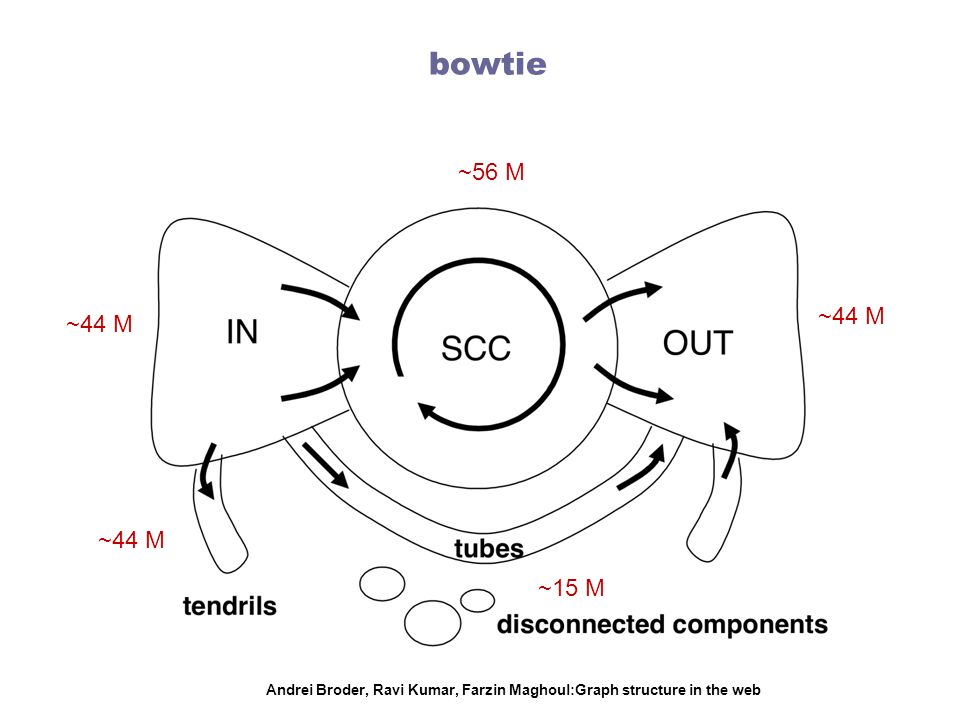 bowtie
~56 M
~44 M
IN
SCC
OUT
~44 M
~44 M
tubes
~15 M
tendrils
disconnected components
Andrei Broder, Ravi Kumar, Farzin Maghoul:Graph structure in the web